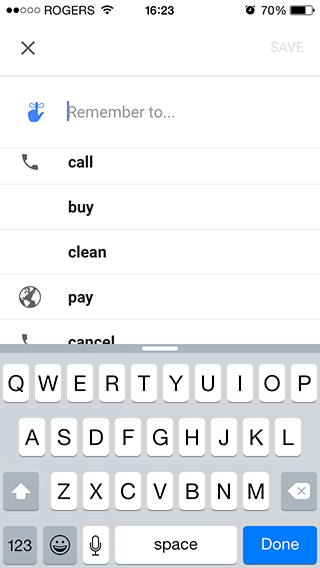 ROGERS 16:23 70%
SAVE
Remember to...
call
buy
clean
pay
cancel
Q W E R T Y U I O P
A S D F G H J K L
Z X C V B N M
123 space Done